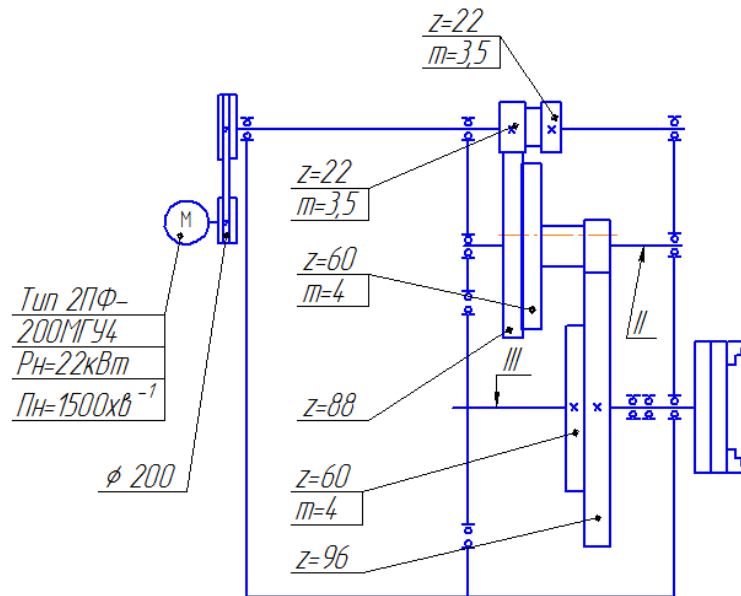 z=22
m=3,5
M
z=22
m=3,5
z=60
m=4
Тип 2ПФ-
200МГУ4
Рн=22кВт
Пн=1500хв⁻¹
II
III
z=88
ϕ 200
z=60
m=4
z=96